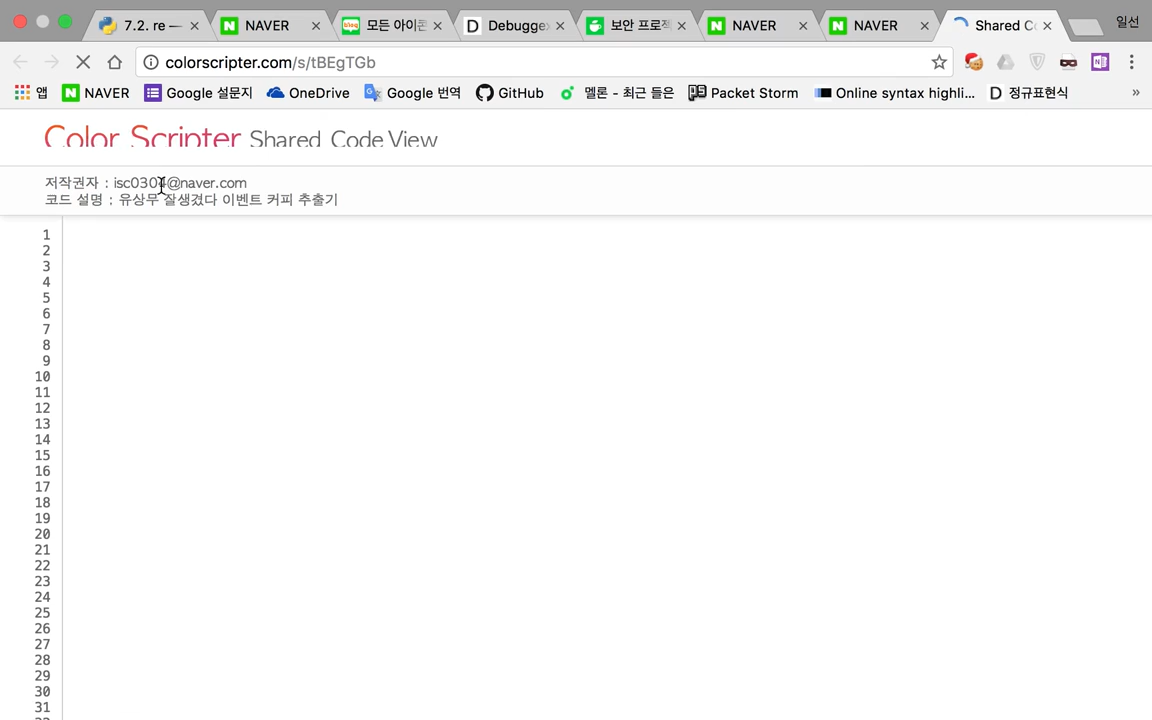 7.2. re —
NAVER
모든 아이콘
Debugge
보안 프로젝
NAVER
NAVER
Shared Co
일선
colorscripter.com/s/tBEgTGb
앱
NAVER
Google 설문지
OneDrive
Google 번역
GitHub
멜론 - 최근 들은
Packet Storm
Online syntax highli...
정규표현식
»
Color Scripter Shared Code View
저작권자 : isc0304@naver.com
코드 설명 : 유상무 잘생겼다 이벤트 커피 추출기
1
2
3
4
5
6
7
8
9
10
11
12
13
14
15
16
17
18
19
20
21
22
23
24
25
26
27
28
29
30
31